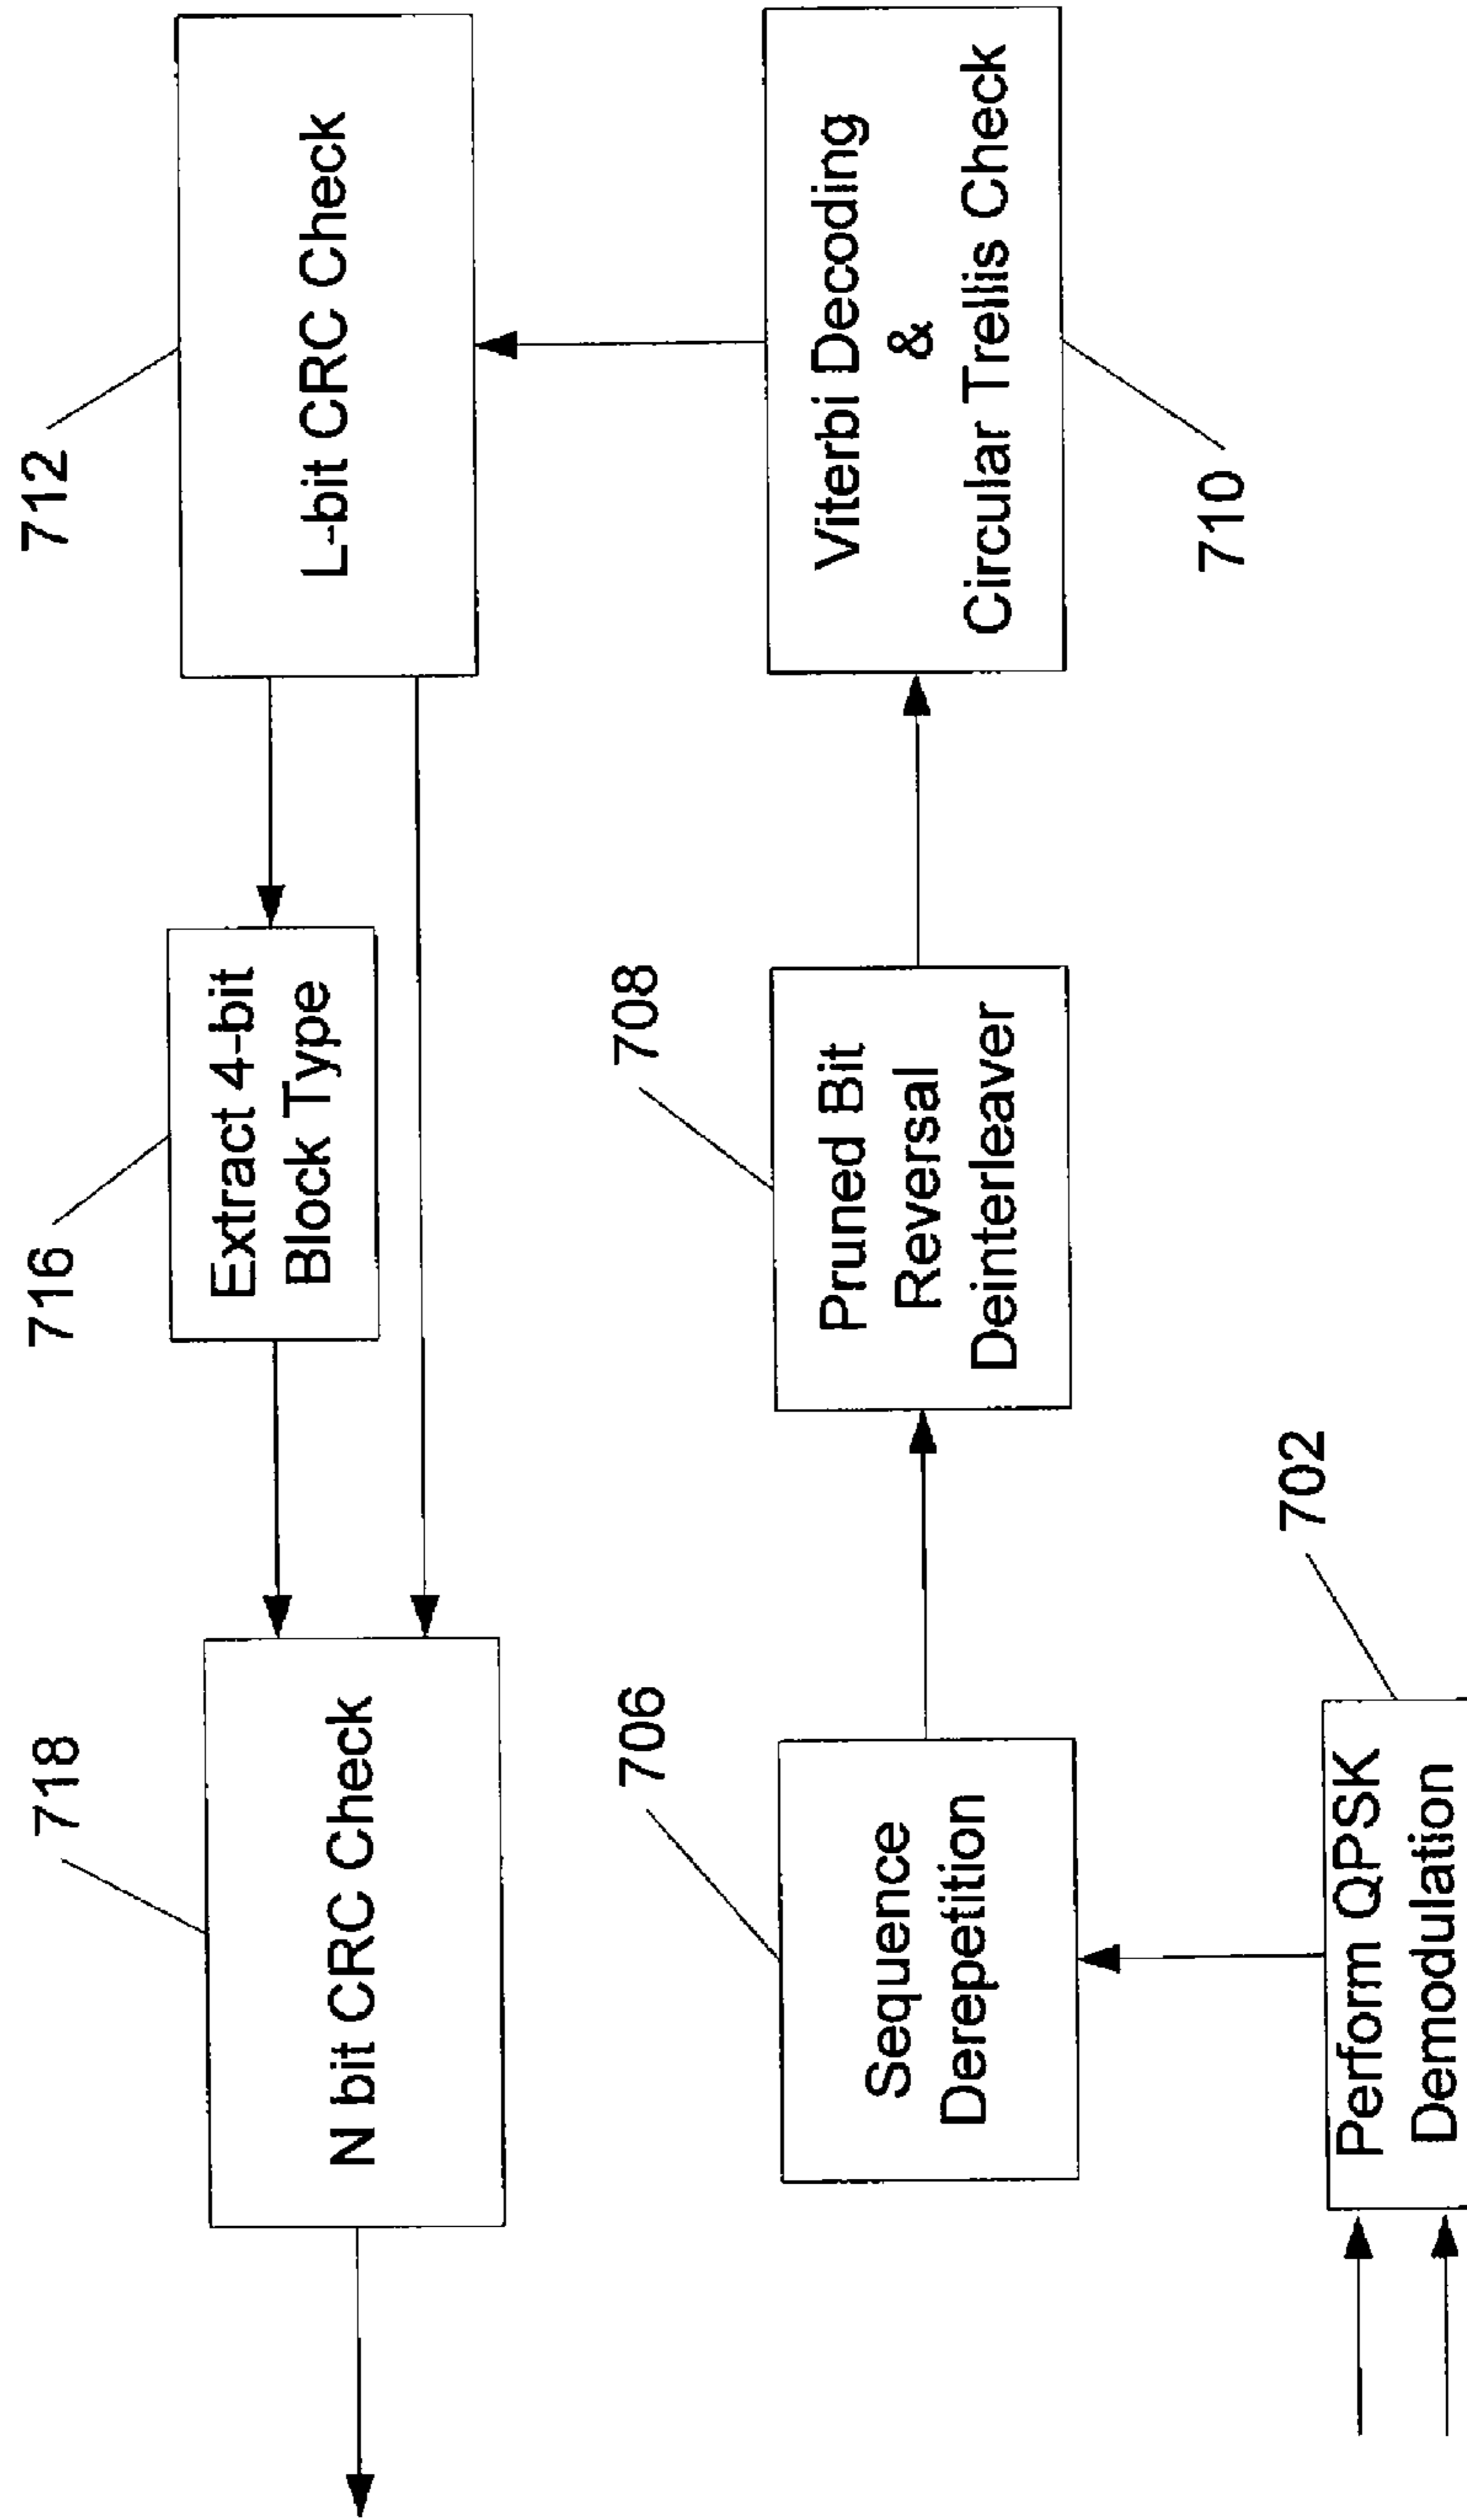 712
L-bit CRC Check
716
Extract 4-bit
Block Type
718
N bit CRC Check
710
Viterbi Decoding
&
Circular Trellis Check
708
Pruned Bit
Reversal
Deinterleaver
706
Sequence
Derepetition
702
Perform QPSK
Demodulation